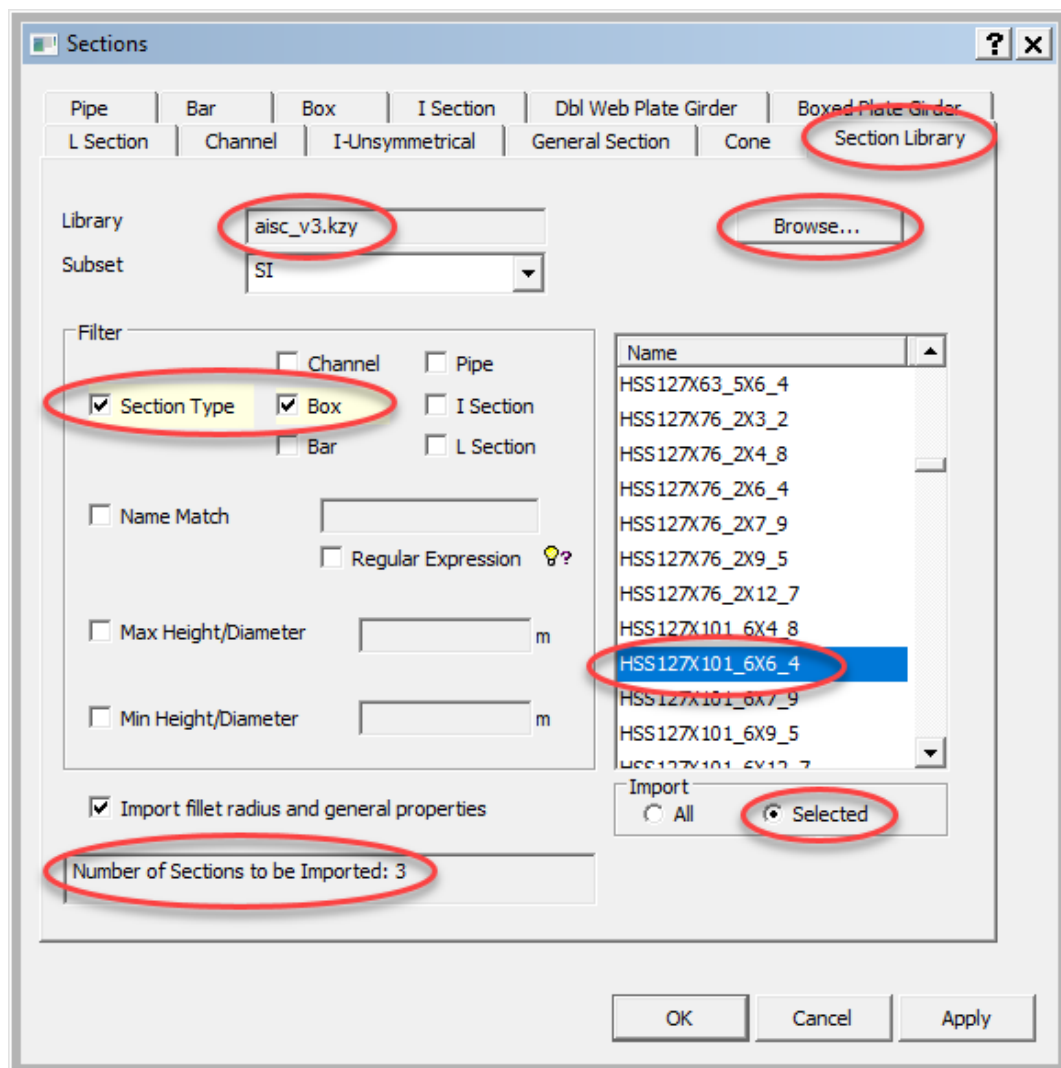 Sections
Pipe Bar Box I Section Dbl Web Plate Girder Boxed Plate Girder
L Section Channel I-Unsymmetrical General Section Cone Section Library
Library aisc_v3.kzy Browse...
Subset SI
Filter
Channel Pipe
Section Type Box I Section
Bar L Section
Name Match
Regular Expression
Max Height/Diameter m
Min Height/Diameter m
Import fillet radius and general properties
Number of Sections to be Imported: 3
Name
HSS127X63_5X6_4
HSS127X76_2X3_2
HSS127X76_2X4_8
HSS127X76_2X6_4
HSS127X76_2X7_9
HSS127X76_2X9_5
HSS127X76_2X12_7
HSS127X101_6X4_8
HSS127X101_6X6_4
HSS127X101_6X7_9
HSS127X101_6X9_5
HSS127X101_6X12_7
Import
All Selected
OK Cancel Apply